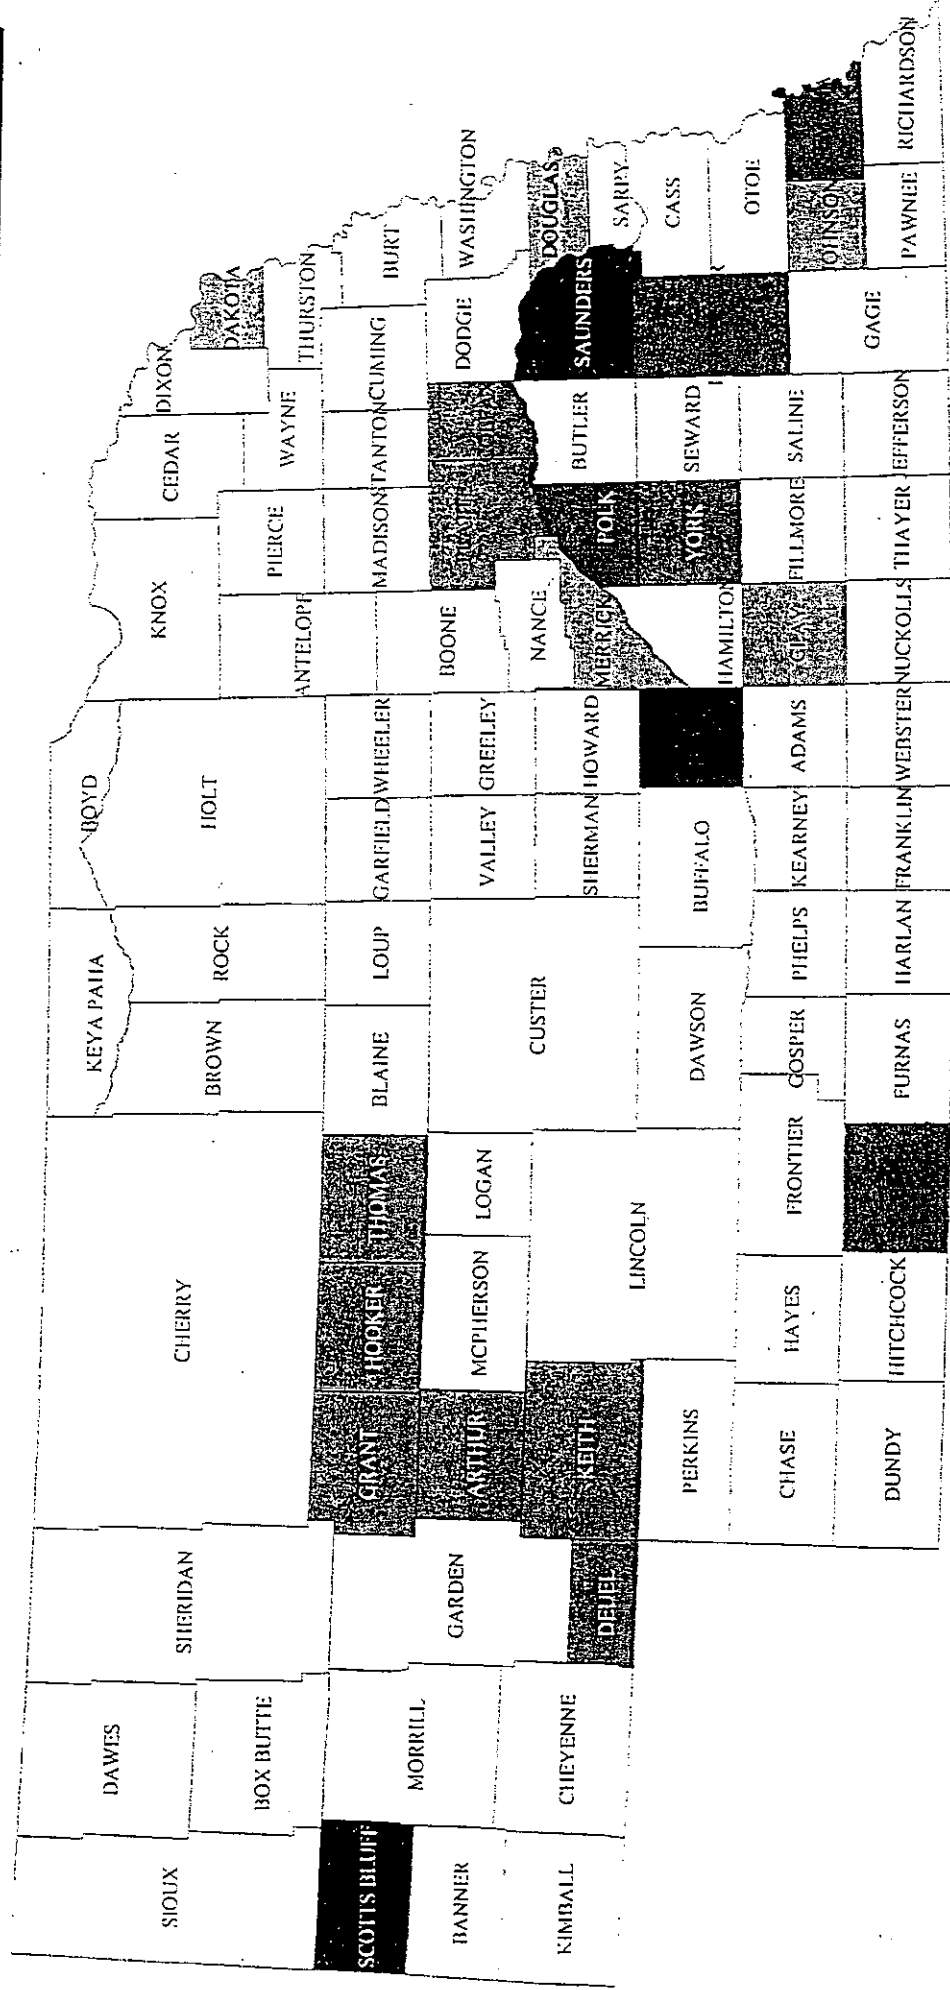 SIOUX
DAWES
BOX BUTTE
SCOTTS BLUFF
BANNER
KIMBALL
MORRILL
CHEYENNE
SHERIDAN
GARDEN
DEUEL
CHERRY
GRANT
HOOKER
THOMAS
ARTHUR
MCPHERSON
LOGAN
KEITH
LINCOLN
PERKINS
CHASE
HAYES
FRONTIER
DUNDY
HITCHCOCK
KEYA PAHA
BROWN
ROCK
BLAINE
LOUP
CUSTER
DAWSON
GOSPER
FURNAS
BOYD
HOLT
GARFIELD
WHEELER
VALLEY
GREELEY
SHERMAN
HOWARD
BUFFALO
PHELPS
KEARNEY
ADAMS
HARLAN
FRANKLIN
WEBSTER
KNOX
ANTELOPE
PIERCE
BOONE
MADISON
NANCE
MERRICK
POLK
HAMILTON
YORK
CLAY
FILLMORE
NUCKOLLS
THAYER
CEDAR
DIXON
DAKOTA
WAYNE
THURSTON
STANTON
CUMING
BURT
DODGE
WASHINGTON
BUTLER
SAUNDERS
DOUGLAS
SARPY
SEWARD
CASS
SALINE
OTOE
JEFFERSON
GAGE
JOHNSON
PAWNEE
RICHARDSON